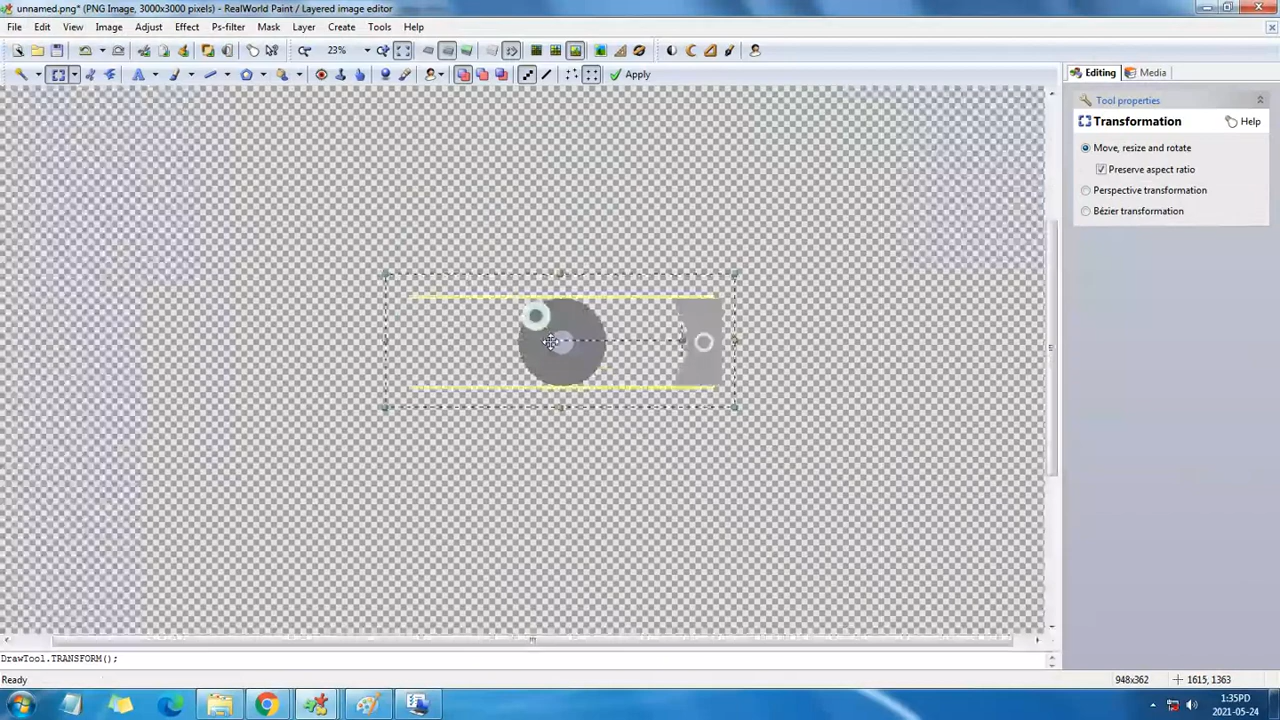 unnamed.png* (PNG Image, 3000x3000 pixels) - RealWorld Paint / Layered image editor
File Edit View Image Adjust Effect Ps-filter Mask Layer Create Tools Help
23%
Apply
Editing Media
Tool properties
Transformation Help
Move, resize and rotate
Preserve aspect ratio
Perspective transformation
Bézier transformation
DrawTool.TRANSFORM();
Ready 948x362 1615, 1363
1:35PD
2021-05-24